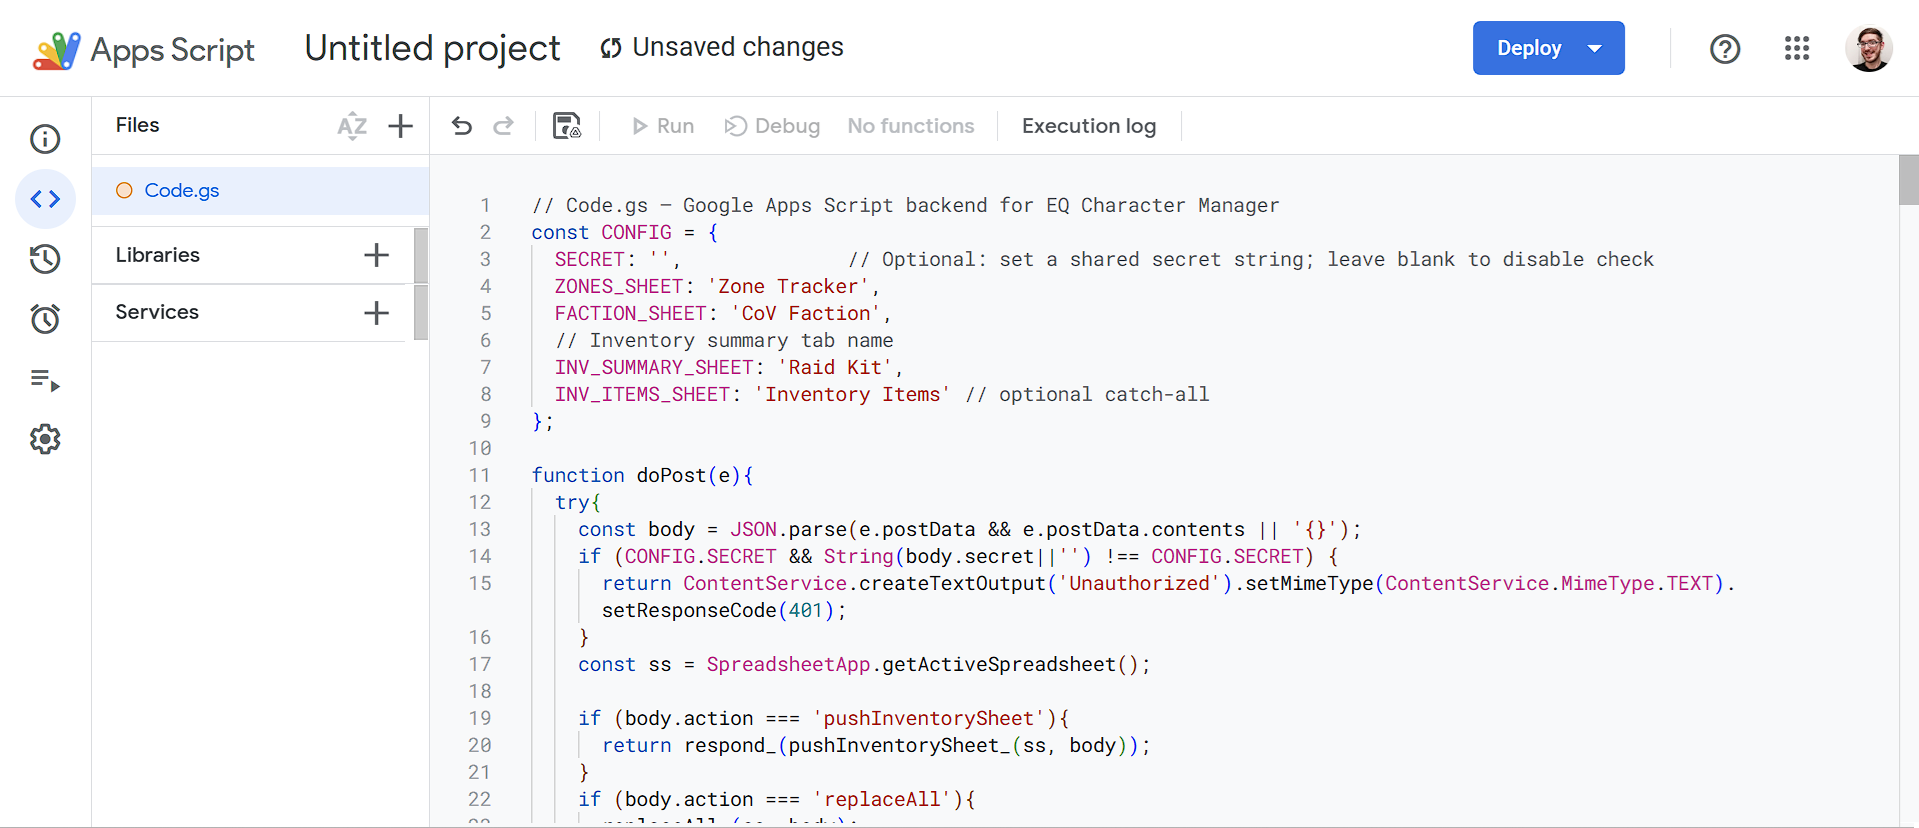 Apps Script
Untitled project
Unsaved changes
Deploy
Files
AZ
Run
Debug
No functions
Execution log
Code.gs
Libraries
Services
1 // Code.gs — Google Apps Script backend for EQ Character Manager
2 const CONFIG = {
3 SECRET: '', // Optional: set a shared secret string; leave blank to disable check
4 ZONES_SHEET: 'Zone Tracker',
5 FACTION_SHEET: 'CoV Faction',
6 // Inventory summary tab name
7 INV_SUMMARY_SHEET: 'Raid Kit',
8 INV_ITEMS_SHEET: 'Inventory Items' // optional catch-all
9 };
10
11 function doPost(e){
12 try{
13 const body = JSON.parse(e.postData && e.postData.contents || '{}');
14 if (CONFIG.SECRET && String(body.secret||'') !== CONFIG.SECRET) {
15 return ContentService.createTextOutput('Unauthorized').setMimeType(ContentService.MimeType.TEXT).
setResponseCode(401);
16 }
17 const ss = SpreadsheetApp.getActiveSpreadsheet();
18
19 if (body.action === 'pushInventorySheet'){
20 return respond_(pushInventorySheet_(ss, body));
21 }
22 if (body.action === 'replaceAll'){